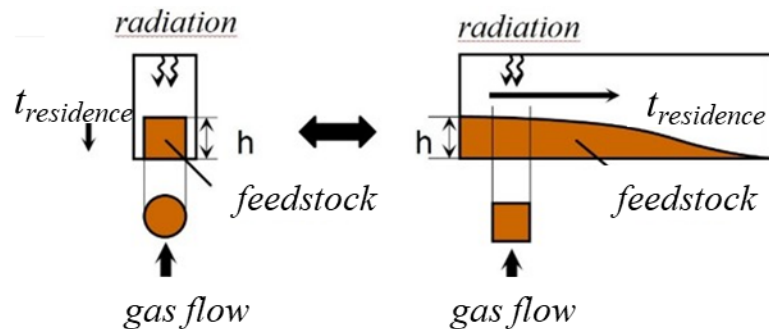 radiation
t_residence
h
feedstock
gas flow
radiation
t_residence
h
feedstock
gas flow